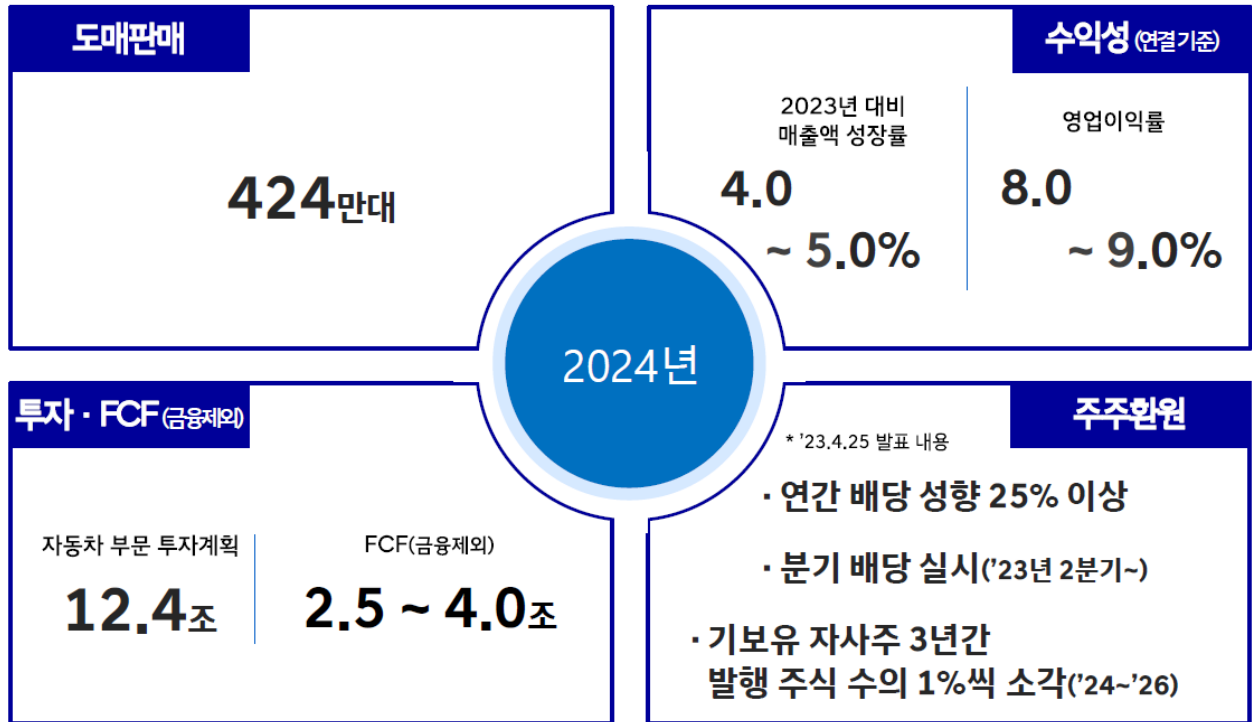 도매판매
424만대
수익성 (연결기준)
2023년 대비
매출액 성장률
4.0
~ 5.0%
영업이익률
8.0
~ 9.0%
2024년
투자 · FCF (금융제외)
자동차 부문 투자계획
12.4조
FCF(금융제외)
2.5 ~ 4.0조
주주환원
* ’23.4.25 발표 내용
· 연간 배당 성향 25% 이상
· 분기 배당 실시(’23년 2분기~)
· 기보유 자사주 3년간
발행 주식 수의 1%씩 소각(’24~’26)